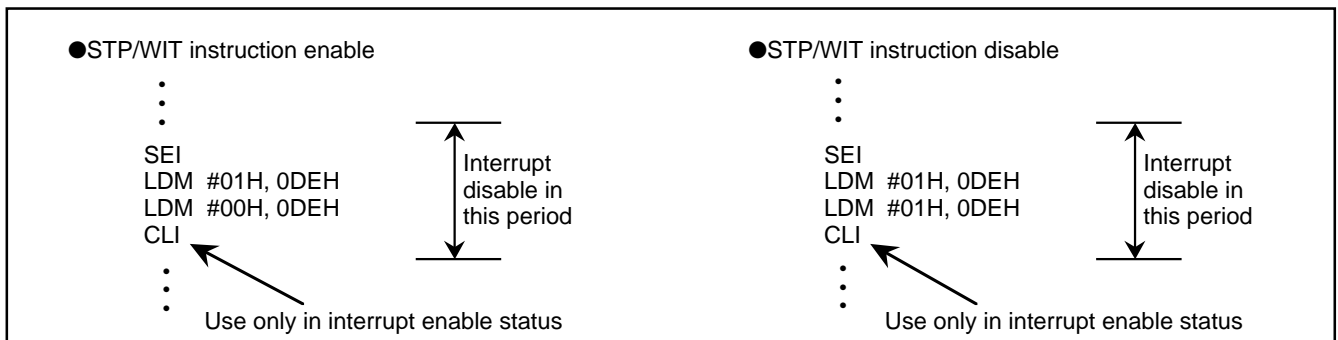 ●STP/WIT instruction enable
SEI
LDM #01H, 0DEH
LDM #00H, 0DEH
CLI
Interrupt
disable in
this period
Use only in interrupt enable status
●STP/WIT instruction disable
SEI
LDM #01H, 0DEH
LDM #01H, 0DEH
CLI
Interrupt
disable in
this period
Use only in interrupt enable status